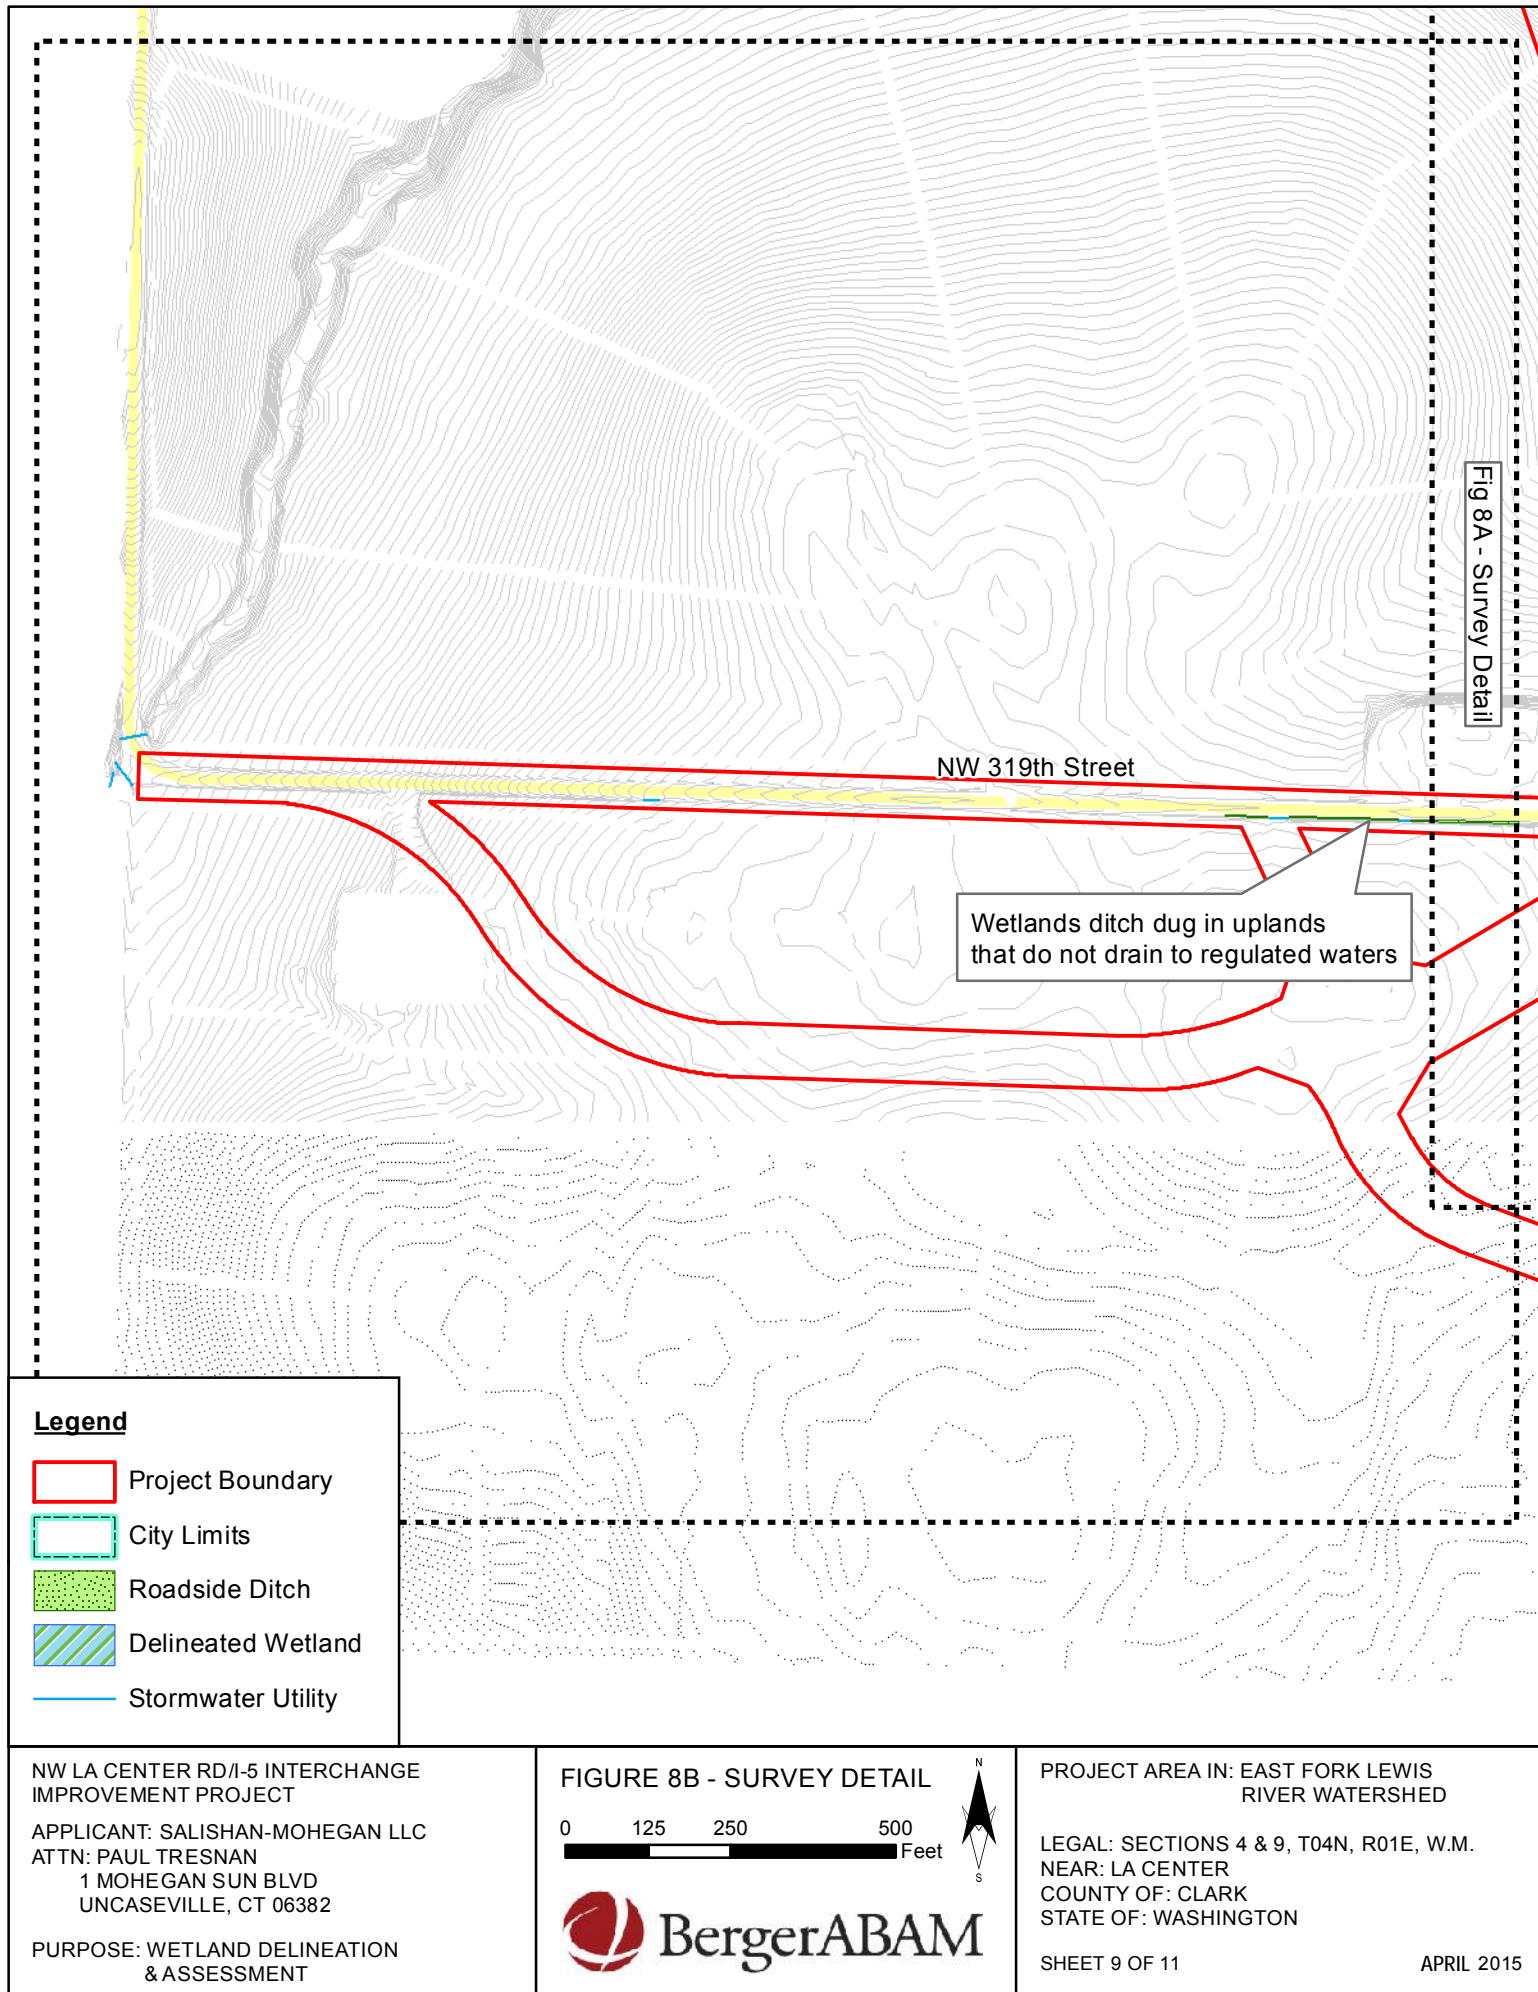 Fig 8A - Survey Detail
NW 319th Street
Wetlands ditch dug in uplands
that do not drain to regulated waters
Legend
Project Boundary
City Limits
Roadside Ditch
Delineated Wetland
Stormwater Utility
NW LA CENTER RD/I-5 INTERCHANGE
IMPROVEMENT PROJECT
APPLICANT: SALISHAN-MOHEGAN LLC
ATTN: PAUL TRESNAN
1 MOHEGAN SUN BLVD
UNCASEVILLE, CT 06382
PURPOSE: WETLAND DELINEATION
& ASSESSMENT
FIGURE 8B - SURVEY DETAIL
N
0 125 250 500
Feet
S
BergerABAM
PROJECT AREA IN: EAST FORK LEWIS
RIVER WATERSHED
LEGAL: SECTIONS 4 & 9, T04N, R01E, W.M.
NEAR: LA CENTER
COUNTY OF: CLARK
STATE OF: WASHINGTON
SHEET 9 OF 11 APRIL 2015